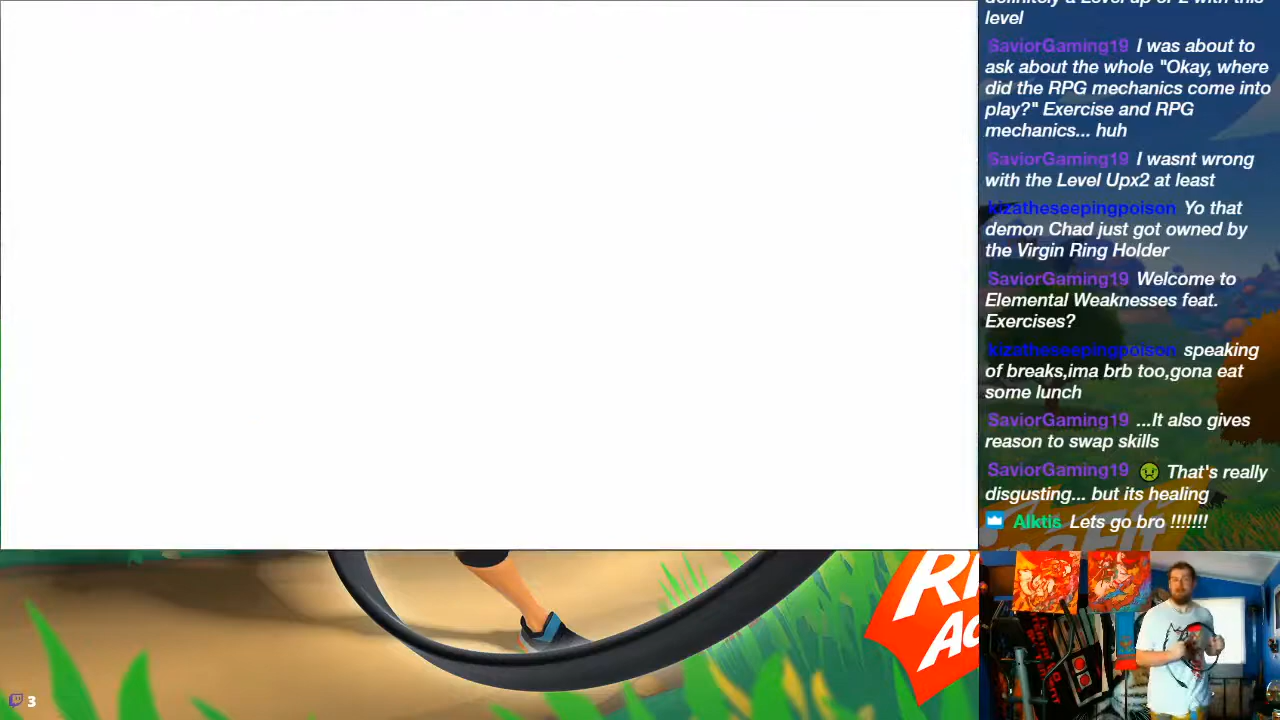 level
SaviorGaming19 I was about to
ask about the whole "Okay, where
did the RPG mechanics come into
play?" Exercise and RPG
mechanics... huh
SaviorGaming19 I wasnt wrong
with the Level Upx2 at least
kizatheseepingpoison Yo that
demon Chad just got owned by
the Virgin Ring Holder
SaviorGaming19 Welcome to
Elemental Weaknesses feat.
Exercises?
kizatheseepingpoison speaking
of breaks,ima brb too,gona eat
some lunch
SaviorGaming19 ...It also gives
reason to swap skills
SaviorGaming19 That's really
disgusting... but its healing
Alktis Lets go bro !!!!!!!
3